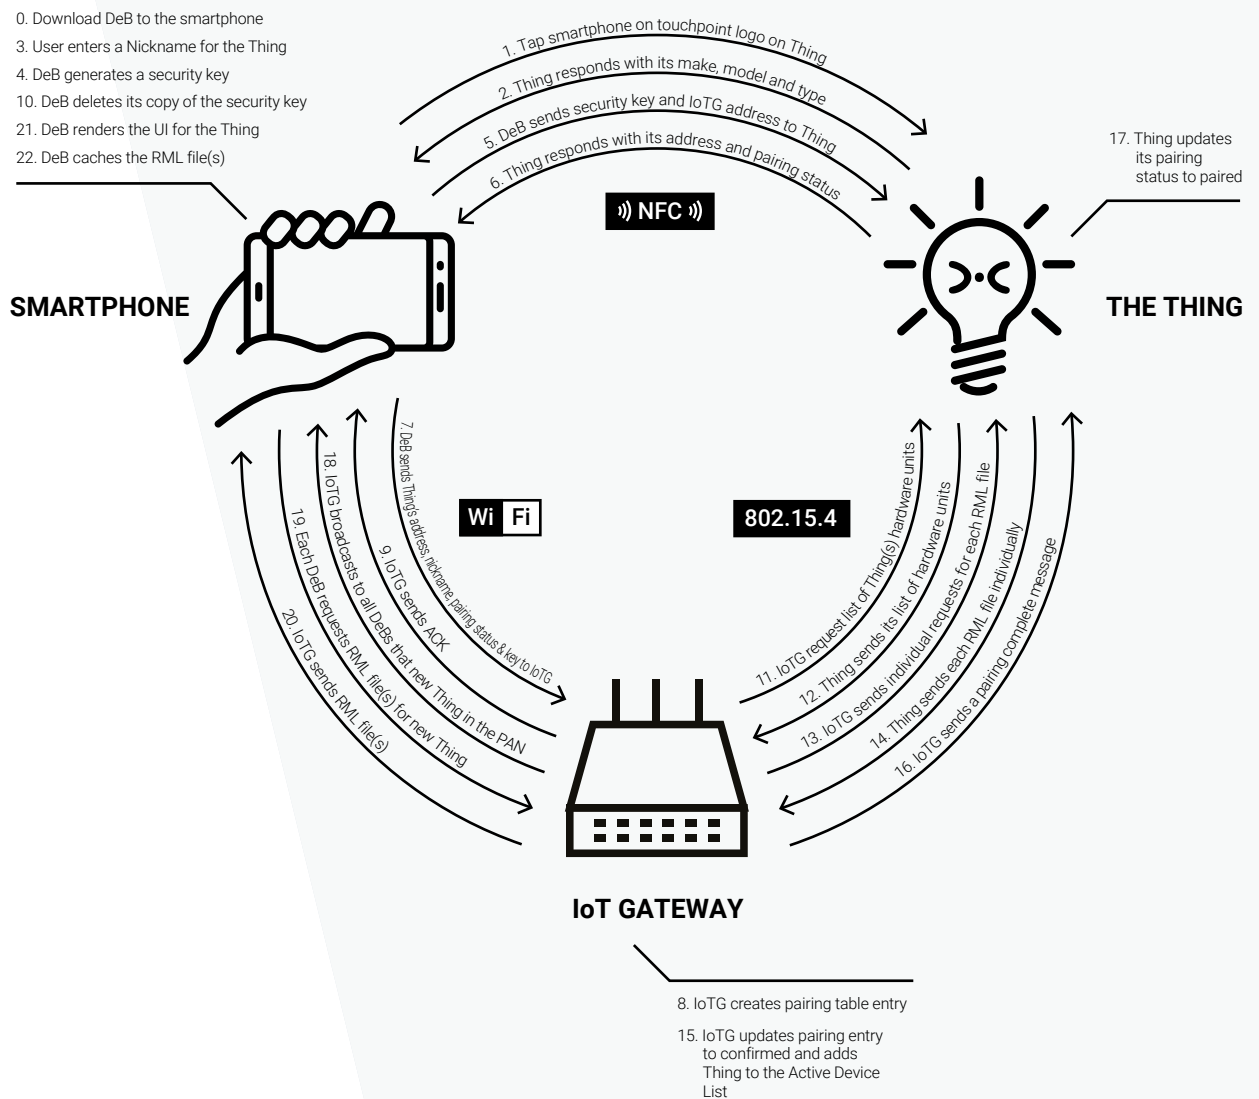 0. Download DeB to the smartphone
3. User enters a Nickname for the Thing
4. DeB generates a security key
10. DeB deletes its copy of the security key
21. DeB renders the UI for the Thing
22. DeB caches the RML file(s)
1. Tap smartphone on touchpoint logo on Thing
2. Thing responds with its make, model and type
5. DeB sends security key and IoTG address to Thing
6. Thing responds with its address and pairing status
NFC
17. Thing updates
its pairing
status to paired
SMARTPHONE
THE THING
7. DeB sends Thing's address, nickname, pairing status & key to IoTG
9. IoTG sends ACK
18. IoTG broadcasts to all DeBs that new Thing in the PAN
19. Each DeB requests RML file(s) for new Thing
20. IoTG sends RML file(s)
Wi Fi
802.15.4
11. IoTG request list of Thing(s) hardware units
12. Thing sends its list of hardware units
13. IoTG sends individual requests for each RML file
14. Thing sends each RML file individually
16. IoTG sends a pairing complete message
IoT GATEWAY
8. IoTG creates pairing table entry
15. IoTG updates pairing entry
to confirmed and adds
Thing to the Active Device
List